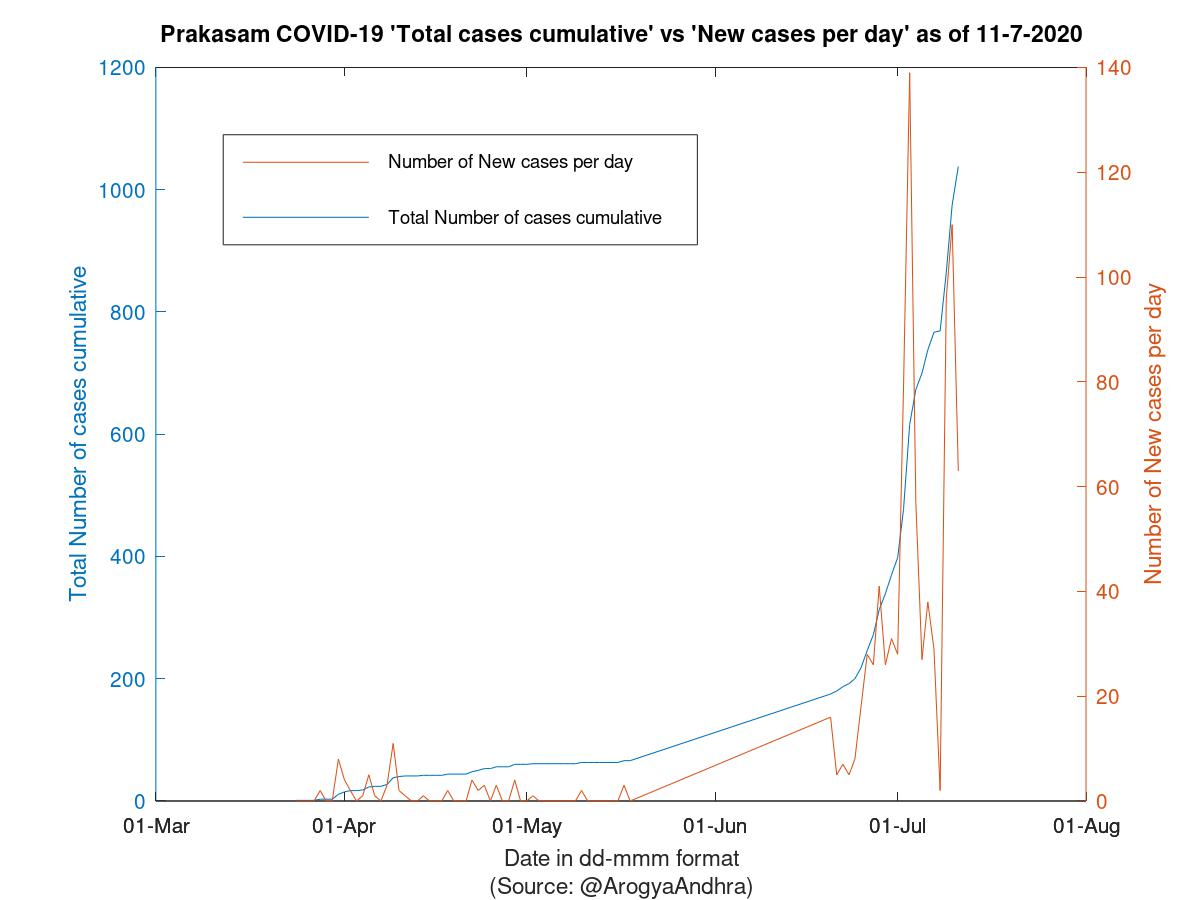 Prakasam COVID-19 'Total cases cumulative' vs 'New cases per day' as of 11-7-2020
1200
1000
800
600
400
200
0
Total Number of cases cumulative
Number of New cases per day
Total Number of cases cumulative
140
120
100
80
60
40
20
0
Number of New cases per day
01-Mar
01-Apr
01-May
01-Jun
01-Jul
01-Aug
Date in dd-mmm format
(Source: @ArogyaAndhra)